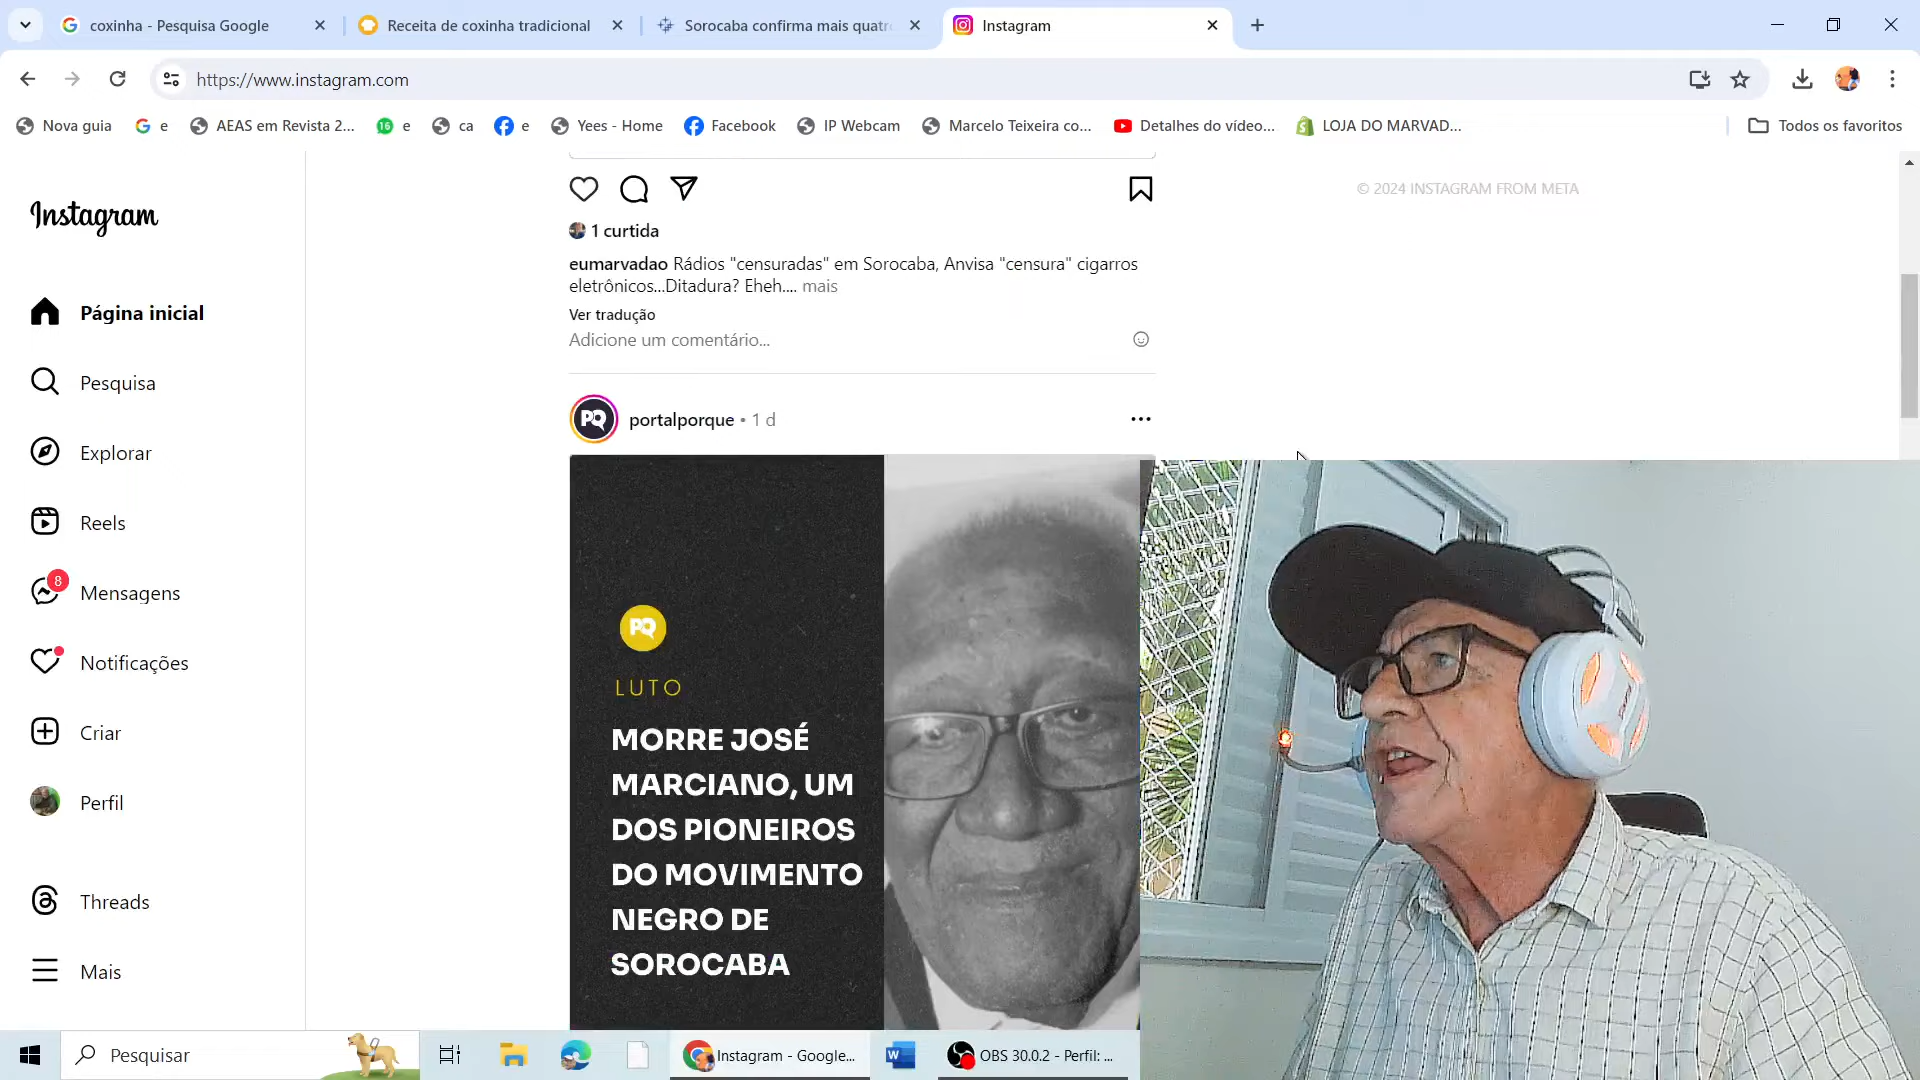 coxinha - Pesquisa Google
Receita de coxinha tradicional
Sorocaba confirma mais quatr
Instagram
https://www.instagram.com
Nova guia
e
AEAS em Revista 2...
16
e
ca
e
Yees - Home
Facebook
IP Webcam
Marcelo Teixeira co...
Detalhes do vídeo...
LOJA DO MARVAD...
Todos os favoritos
Instagram
Página inicial
Pesquisa
Explorar
Reels
8
Mensagens
Notificações
Criar
Perfil
Threads
Mais
1 curtida
eumarvadao Rádios "censuradas" em Sorocaba, Anvisa "censura" cigarros
eletrônicos...Ditadura? Eheh.... mais
Ver tradução
Adicione um comentário...
PQ
portalporque • 1 d
PQ
LUTO
MORRE JOSÉ
MARCIANO, UM
DOS PIONEIROS
DO MOVIMENTO
NEGRO DE
SOROCABA
© 2024 INSTAGRAM FROM META
Pesquisar
Instagram - Google...
W
OBS 30.0.2 - Perfil: ...